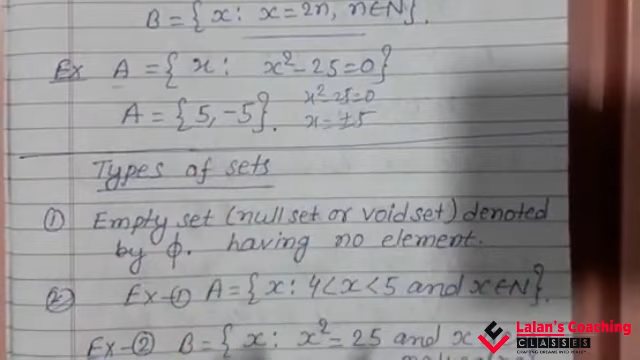 B = { x : x = 2n, n∈N}.
Ex A = { x : x² - 25 = 0}
A = {5, -5}. x² - 25 = 0
x = ±5
Types of sets
① Empty set (null set or void set) denoted
by φ. having no element.
② Ex-① A = { x : 4 < x < 5 and x∈N}.
Ex-② B = { x : x² = 25 and x
Lalan's Coaching
CLASSES